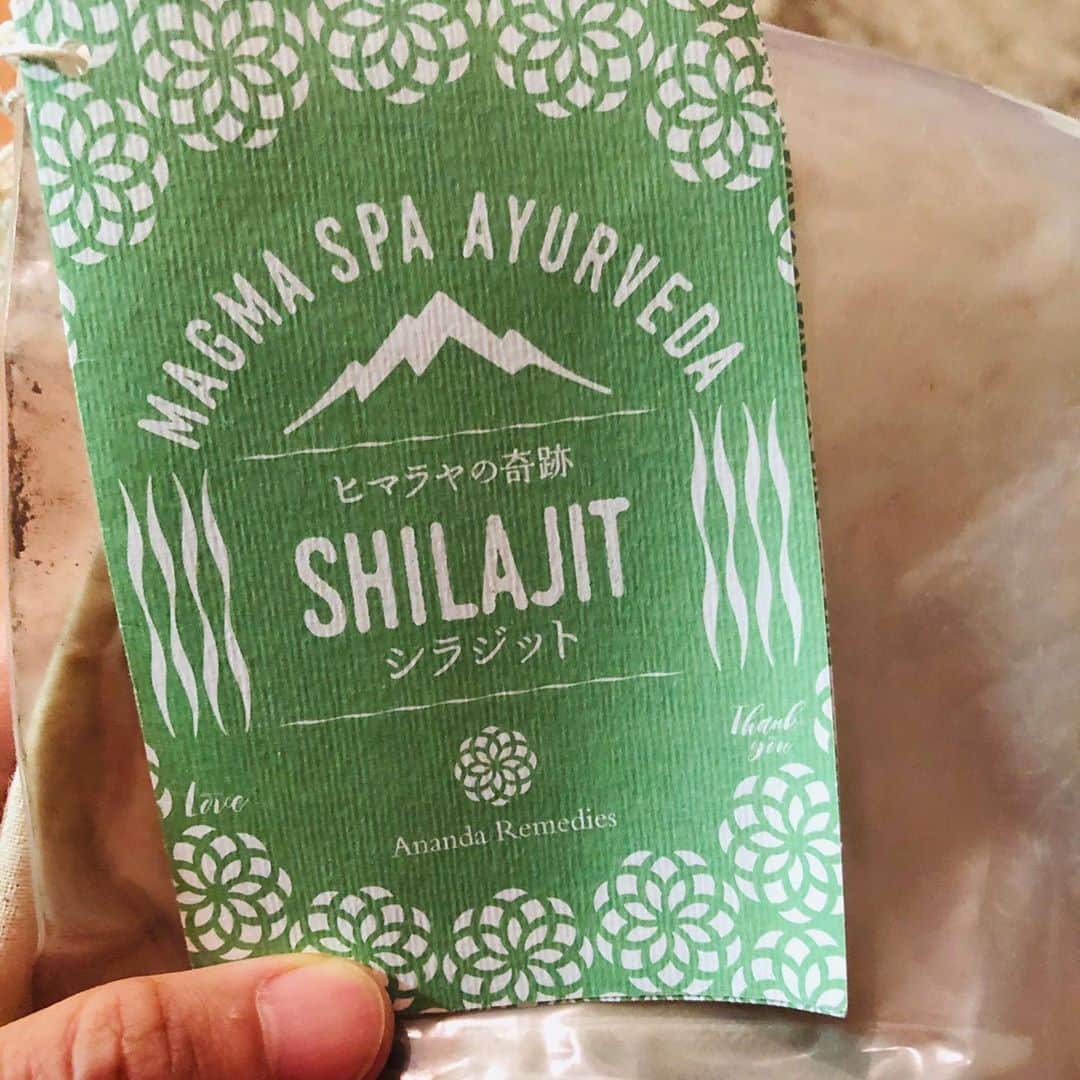 MAGMA SPA AYURVEDA
ヒマラヤの奇跡
SHILAJIT
シラジット
Thank
you
Love
Ananda Remedies